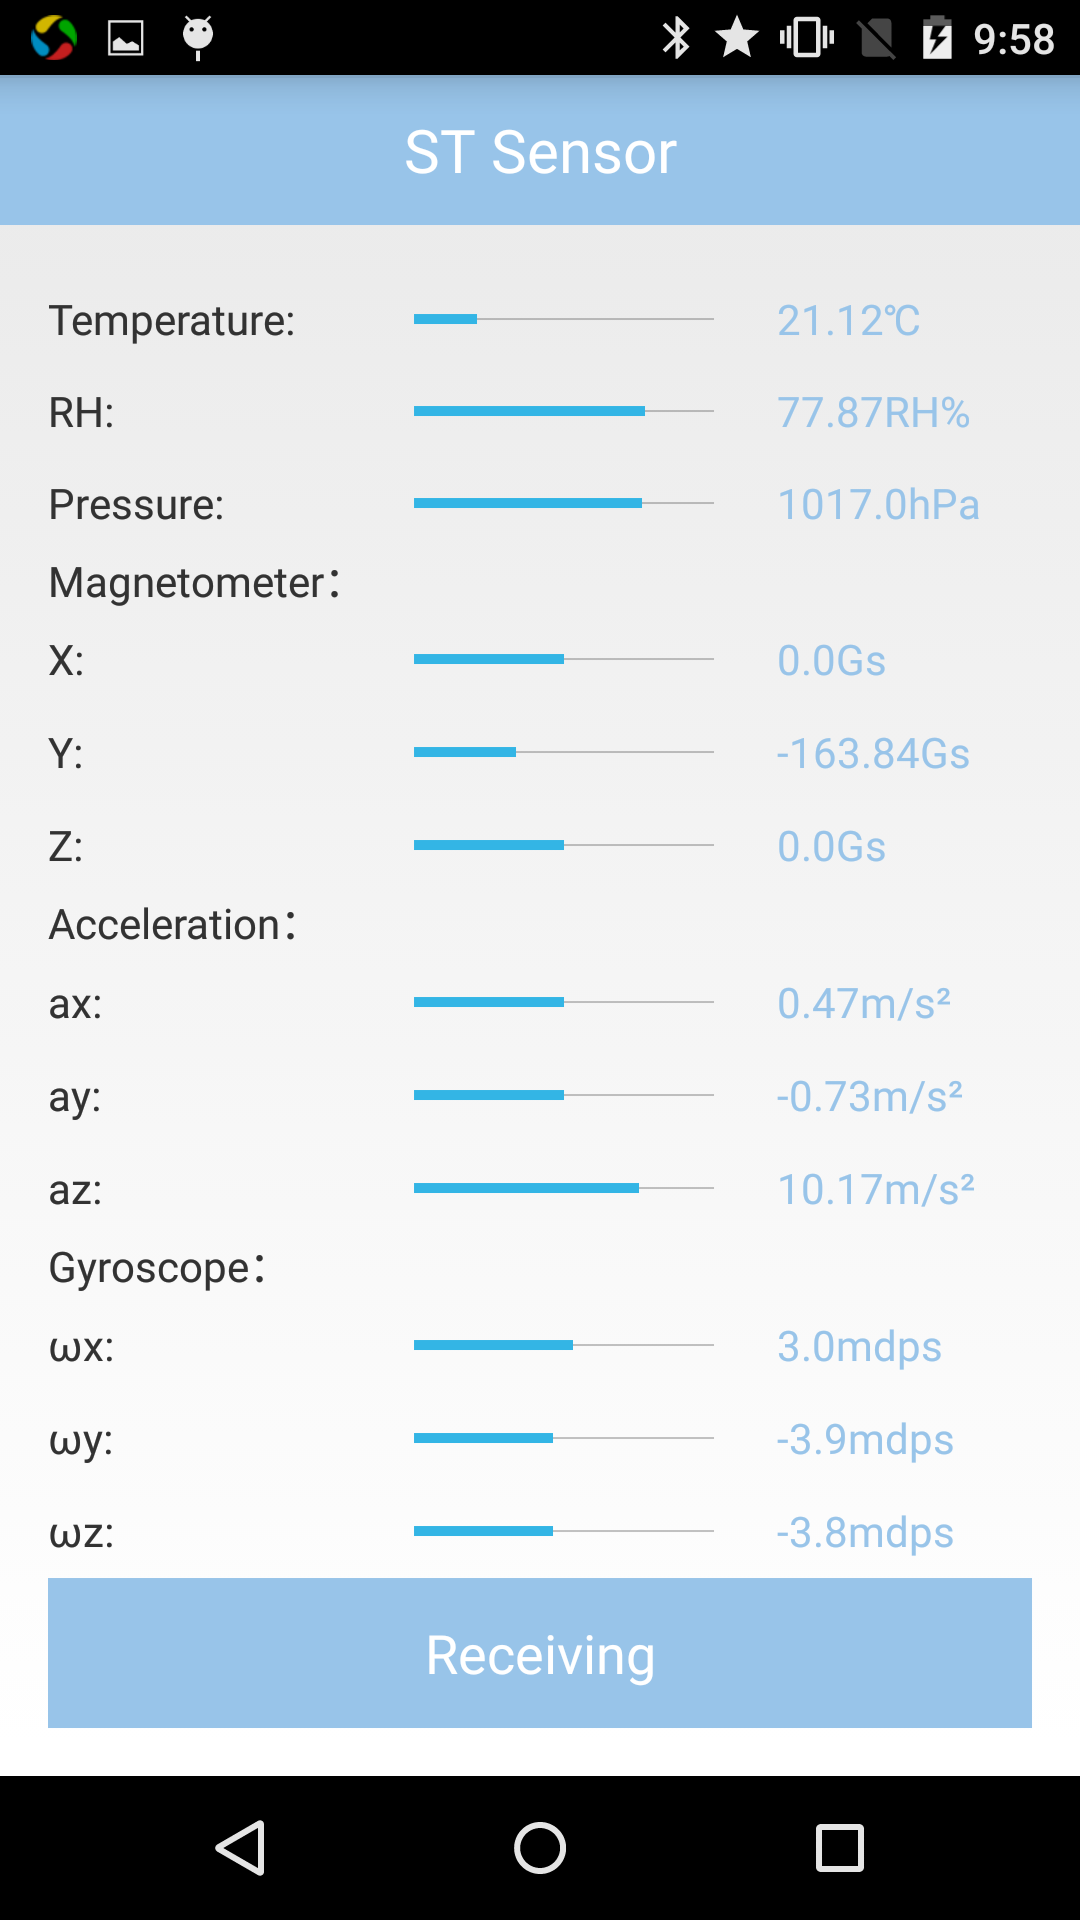 9:58
ST Sensor
Temperature: 21.12℃
RH: 77.87RH%
Pressure: 1017.0hPa
Magnetometer：
X: 0.0Gs
Y: -163.84Gs
Z: 0.0Gs
Acceleration：
ax: 0.47m/s²
ay: -0.73m/s²
az: 10.17m/s²
Gyroscope：
ωx: 3.0mdps
ωy: -3.9mdps
ωz: -3.8mdps
Receiving